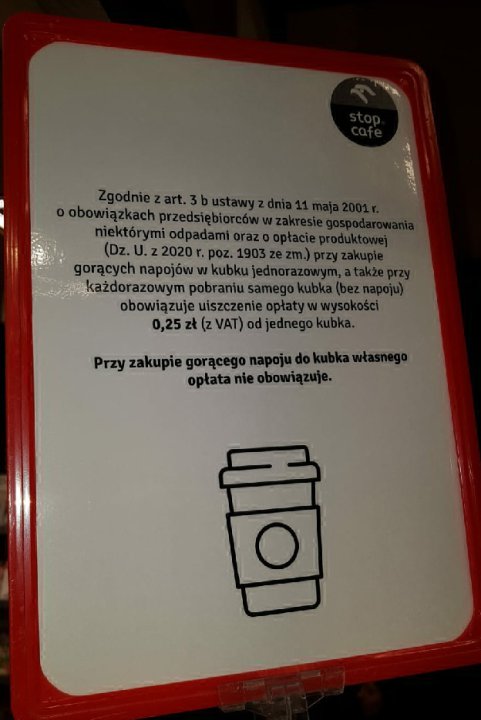 stop
cafe
Zgodnie z art. 3 b ustawy z dnia 11 maja 2001 r.
o obowiązkach przedsiębiorców w zakresie gospodarowania
niektórymi odpadami oraz o opłacie produktowej
(Dz. U. z 2020 r. poz. 1903 ze zm.) przy zakupie
gorących napojów w kubku jednorazowym, a także przy
każdorazowym pobraniu samego kubka (bez napoju)
obowiązuje uiszczenie opłaty w wysokości
0,25 zł (z VAT) od jednego kubka.
Przy zakupie gorącego napoju do kubka własnego
opłata nie obowiązuje.